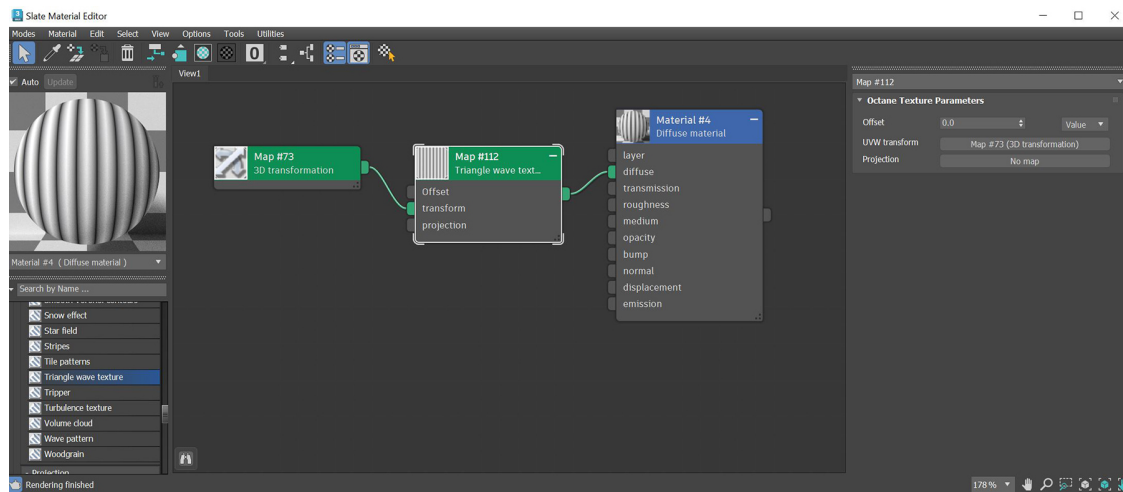 Slate Material Editor
Modes Material Edit Select View Options Tools Utilities
0
View1
Auto Update
Map #112
Octane Texture Parameters
Offset 0.0 Value
UVW transform Map #73 (3D transformation)
Projection No map
Map #73
3D transformation
Map #112
Triangle wave text...
Offset
transform
projection
Material #4
Diffuse material
layer
diffuse
transmission
roughness
medium
opacity
bump
normal
displacement
emission
Material #4 ( Diffuse material )
Search by Name ...
Snow effect
Star field
Stripes
Tile patterns
Triangle wave texture
Tripper
Turbulence texture
Volume cloud
Wave pattern
Woodgrain
- Projection
Rendering finished
178%